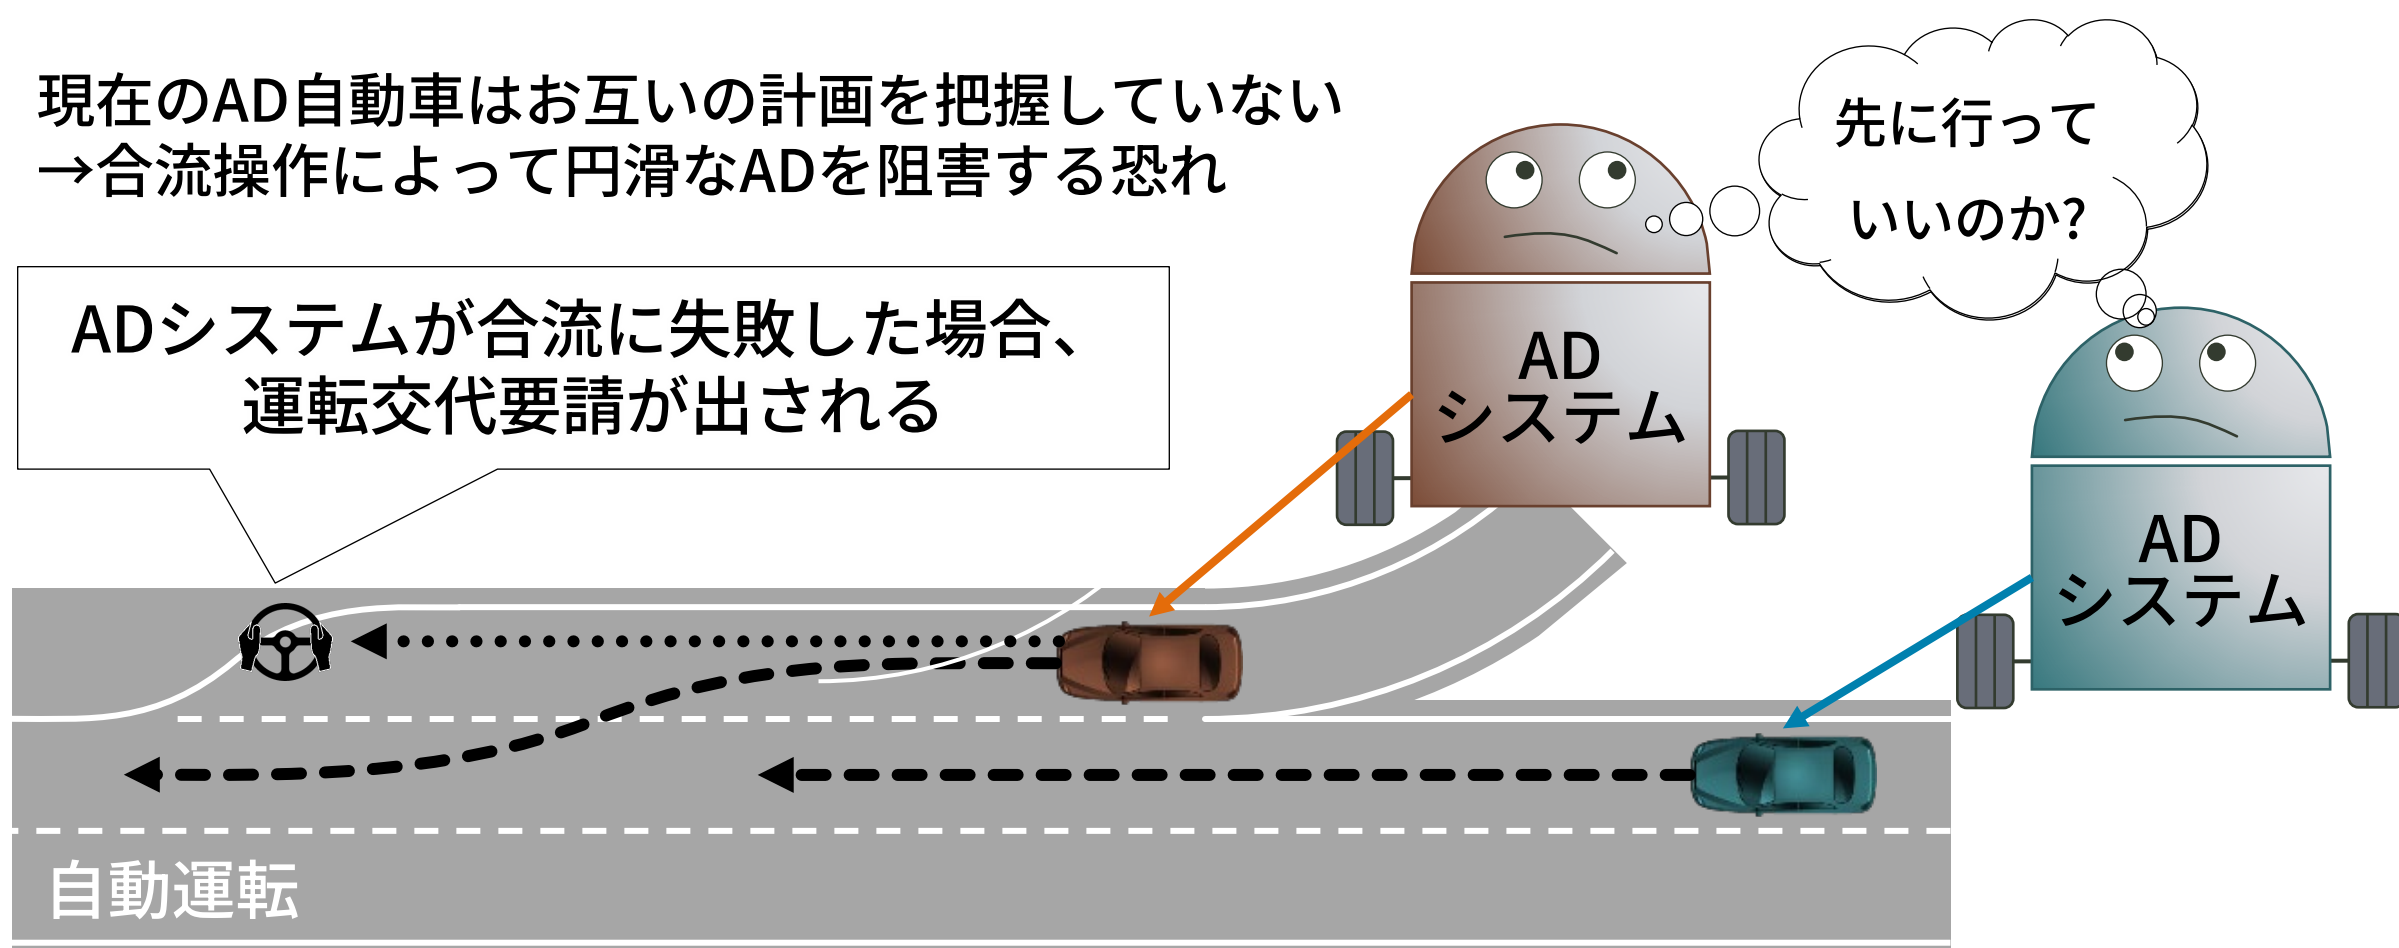 現在のAD自動車はお互いの計画を把握していない
→合流操作によって円滑なADを阻害する恐れ
先に行って
いいのか?
ADシステムが合流に失敗した場合、
運転交代要請が出される
AD
システム
AD
システム
自動運転